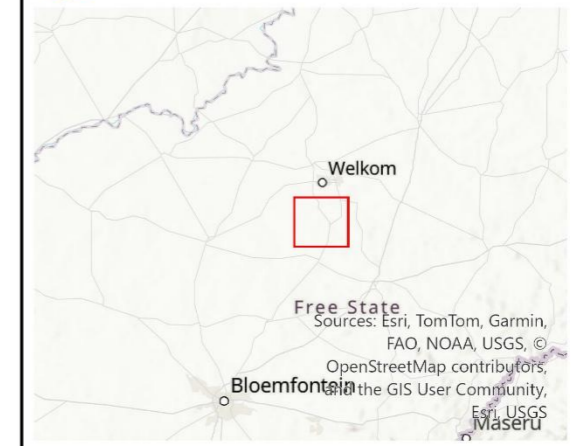 Welkom
Free State
Sources: Esri, TomTom, Garmin,
FAO, NOAA, USGS, ©
OpenStreetMap contributors,
Bloemfontein
and the GIS User Community,
Esri, USGS
Maseru